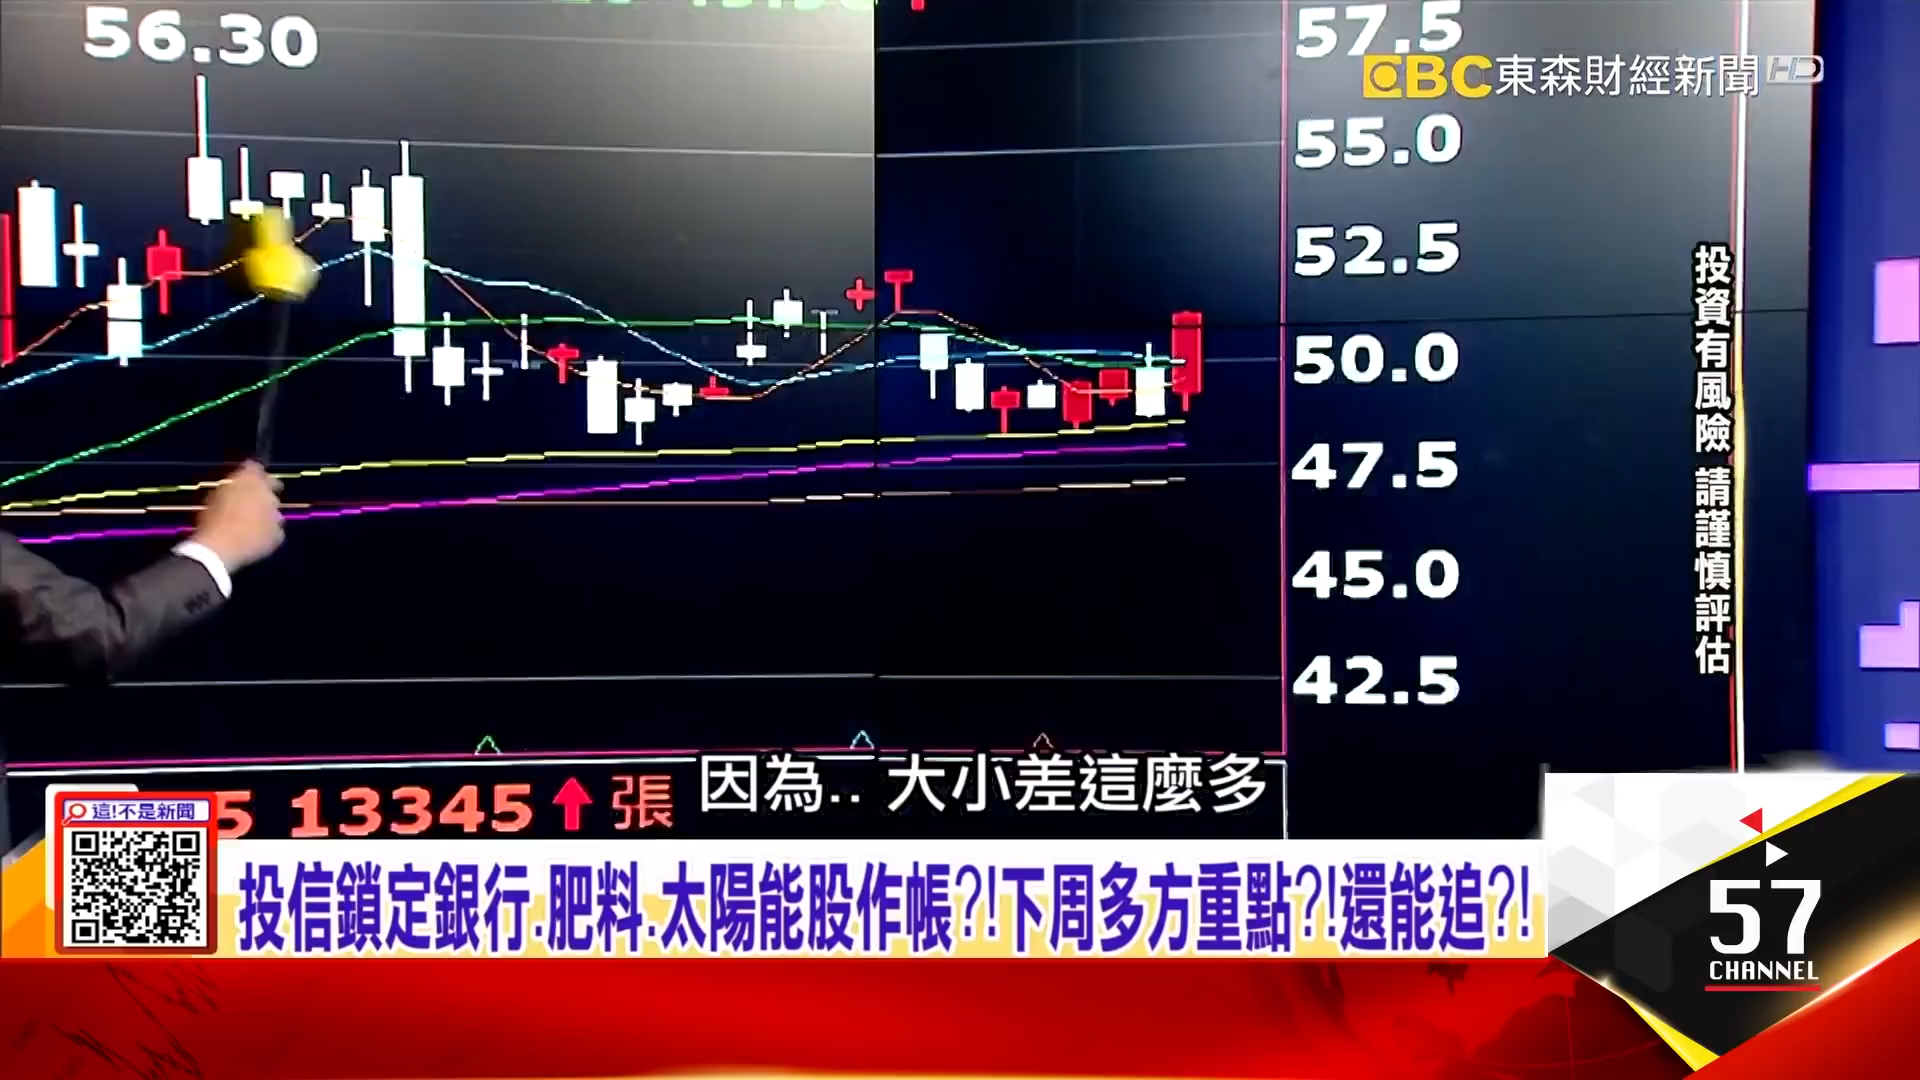 56.30
57.5
EBC東森財經新聞HD
55.0
52.5
50.0
47.5
45.0
42.5
投資有風險 請謹慎評估
5 13345↑張
因為.. 大小差這麼多
這!不是新聞
投信鎖定銀行.肥料.太陽能股作帳?!下周多方重點?!還能追?!
57
CHANNEL